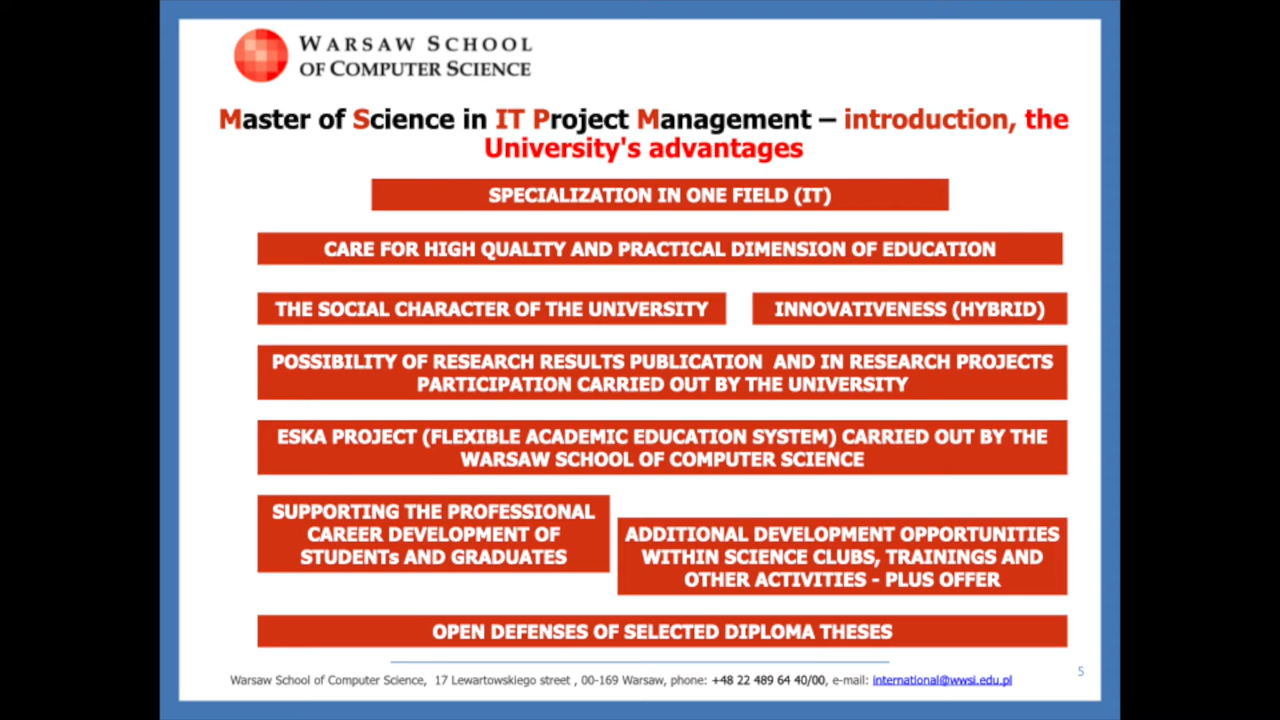 WARSAW SCHOOL
OF COMPUTER SCIENCE
Master of Science in IT Project Management – introduction, the
University's advantages
SPECIALIZATION IN ONE FIELD (IT)
CARE FOR HIGH QUALITY AND PRACTICAL DIMENSION OF EDUCATION
THE SOCIAL CHARACTER OF THE UNIVERSITY
INNOVATIVENESS (HYBRID)
POSSIBILITY OF RESEARCH RESULTS PUBLICATION AND IN RESEARCH PROJECTS
PARTICIPATION CARRIED OUT BY THE UNIVERSITY
ESKA PROJECT (FLEXIBLE ACADEMIC EDUCATION SYSTEM) CARRIED OUT BY THE
WARSAW SCHOOL OF COMPUTER SCIENCE
SUPPORTING THE PROFESSIONAL
CAREER DEVELOPMENT OF
STUDENTs AND GRADUATES
ADDITIONAL DEVELOPMENT OPPORTUNITIES
WITHIN SCIENCE CLUBS, TRAININGS AND
OTHER ACTIVITIES - PLUS OFFER
OPEN DEFENSES OF SELECTED DIPLOMA THESES
5
Warsaw School of Computer Science, 17 Lewartowskiego street , 00-169 Warsaw, phone: +48 22 489 64 40/00, e-mail: international@wwsi.edu.pl